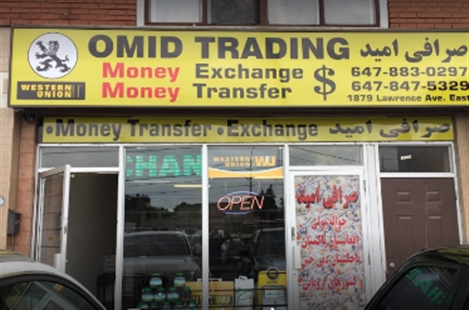 OMID TRADING صرافی امید
Money Exchange $ 647-883-0297
WESTERN UNION Money Transfer 647-847-5329
1879 Lawrence Ave. East
•Money Transfer •Exchange صرافی امید
WESTERN UNION WU
OPEN
صرافی امید
WU